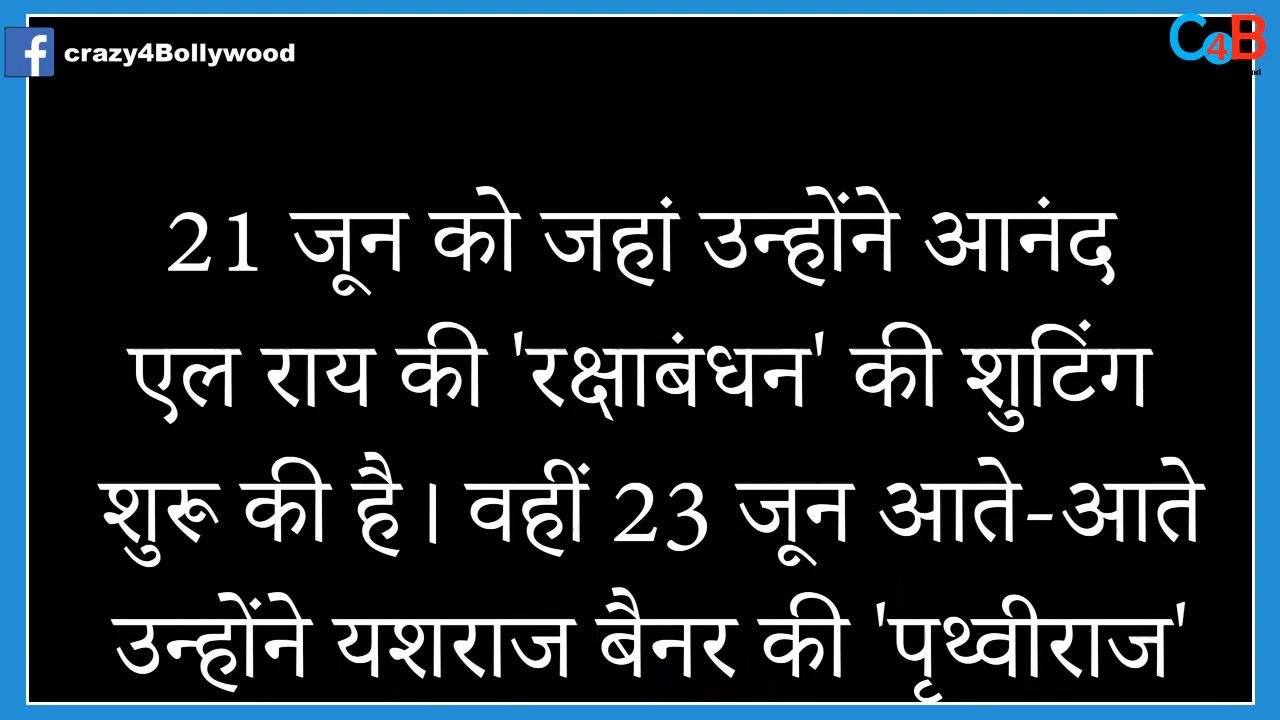 crazy4Bollywood
C4B
21 जून को जहां उन्होंने आनंद
एल राय की 'रक्षाबंधन' की शुटिंग
शुरू की है। वहीं 23 जून आते-आते
उन्होंने यशराज बैनर की 'पृथ्वीराज'